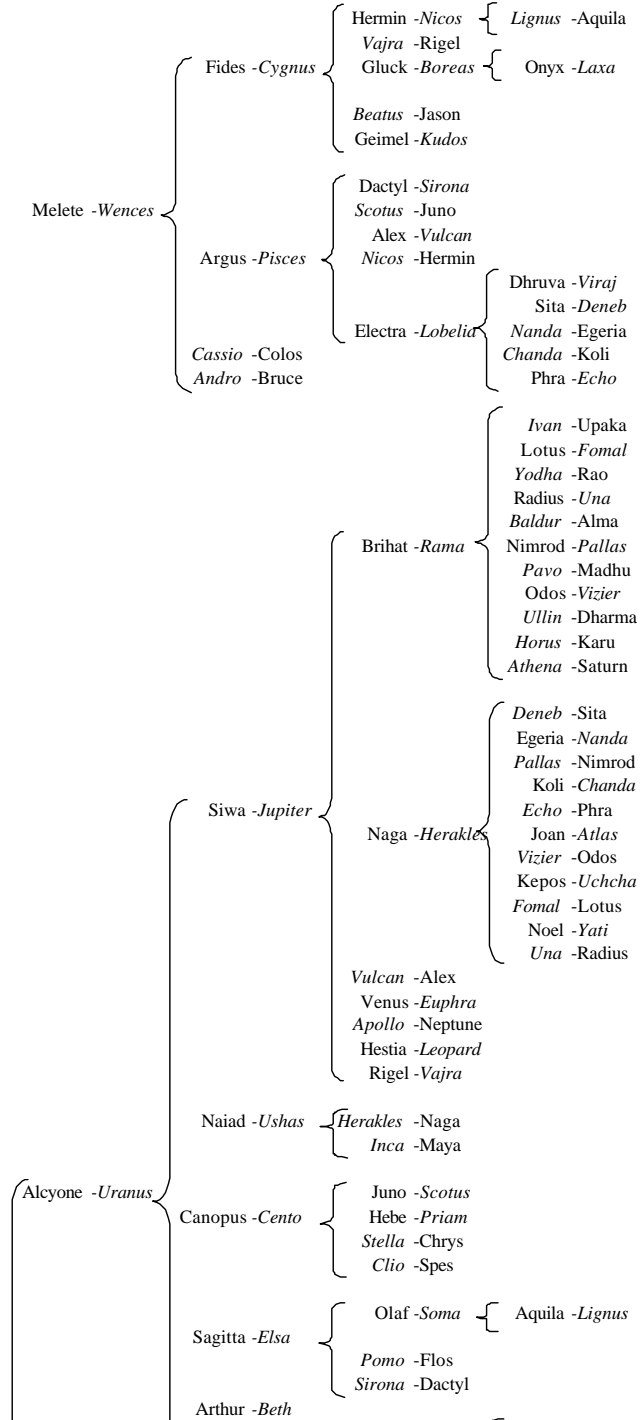 Hermin -Nicos Lignus -Aquila
Vajra -Rigel
Fides -Cygnus Gluck -Boreas Onyx -Laxa
Beatus -Jason
Geimel -Kudos
Dactyl -Sirona
Melete -Wences Scotus -Juno
Alex -Vulcan
Argus -Pisces Nicos -Hermin
Dhruva -Viraj
Sita -Deneb
Electra -Lobelia Nanda -Egeria
Cassio -Colos Chanda -Koli
Andro -Bruce Phra -Echo
Ivan -Upaka
Lotus -Fomal
Yodha -Rao
Radius -Una
Baldur -Alma
Brihat -Rama Nimrod -Pallas
Pavo -Madhu
Odos -Vizier
Ullin -Dharma
Horus -Karu
Athena -Saturn
Deneb -Sita
Egeria -Nanda
Pallas -Nimrod
Koli -Chanda
Siwa -Jupiter Echo -Phra
Naga -Herakles Joan -Atlas
Vizier -Odos
Kepos -Uchcha
Fomal -Lotus
Noel -Yati
Una -Radius
Vulcan -Alex
Venus -Euphra
Apollo -Neptune
Hestia -Leopard
Rigel -Vajra
Naiad -Ushas Herakles -Naga
Inca -Maya
Alcyone -Uranus Juno -Scotus
Canopus -Cento Hebe -Priam
Stella -Chrys
Clio -Spes
Olaf -Soma Aquila -Lignus
Sagitta -Elsa
Pomo -Flos
Sirona -Dactyl
Arthur -Beth